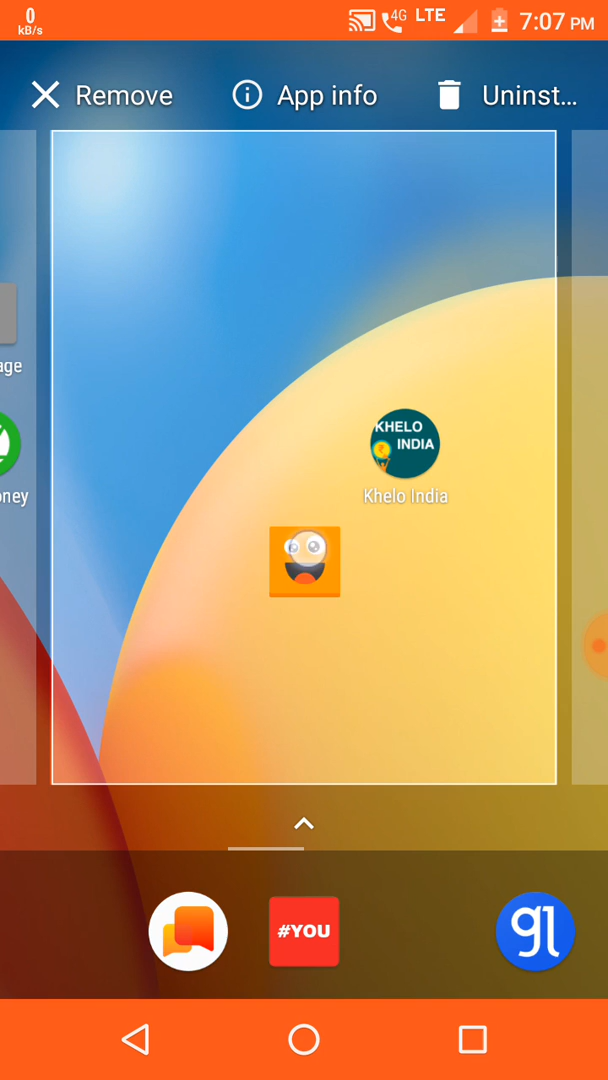 0
kB/s
4G
LTE
7:07 PM
Remove
App info
Uninst...
age
KHELO
INDIA
oney
Khelo India
#YOU
gl